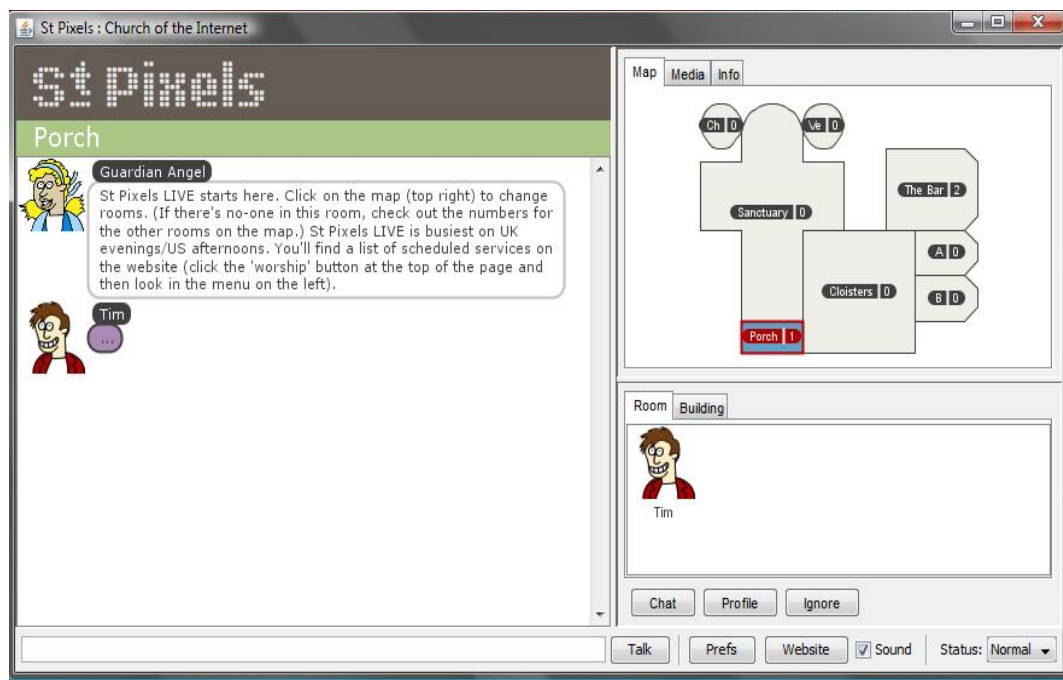 St Pixels : Church of the Internet
St Pixels
Porch
Guardian Angel
St Pixels LIVE starts here. Click on the map (top right) to change
rooms. (If there's no-one in this room, check out the numbers for
the other rooms on the map.) St Pixels LIVE is busiest on UK
evenings/US afternoons. You'll find a list of scheduled services on
the website (click the 'worship' button at the top of the page and
then look in the menu on the left).
Tim
...
Map Media Info
Ch 0 Ve 0
The Bar 2
Sanctuary 0
A 0
Cloisters 0 B 0
Porch 1
Room Building
Tim
Chat Profile Ignore
Talk Prefs Website Sound Status: Normal